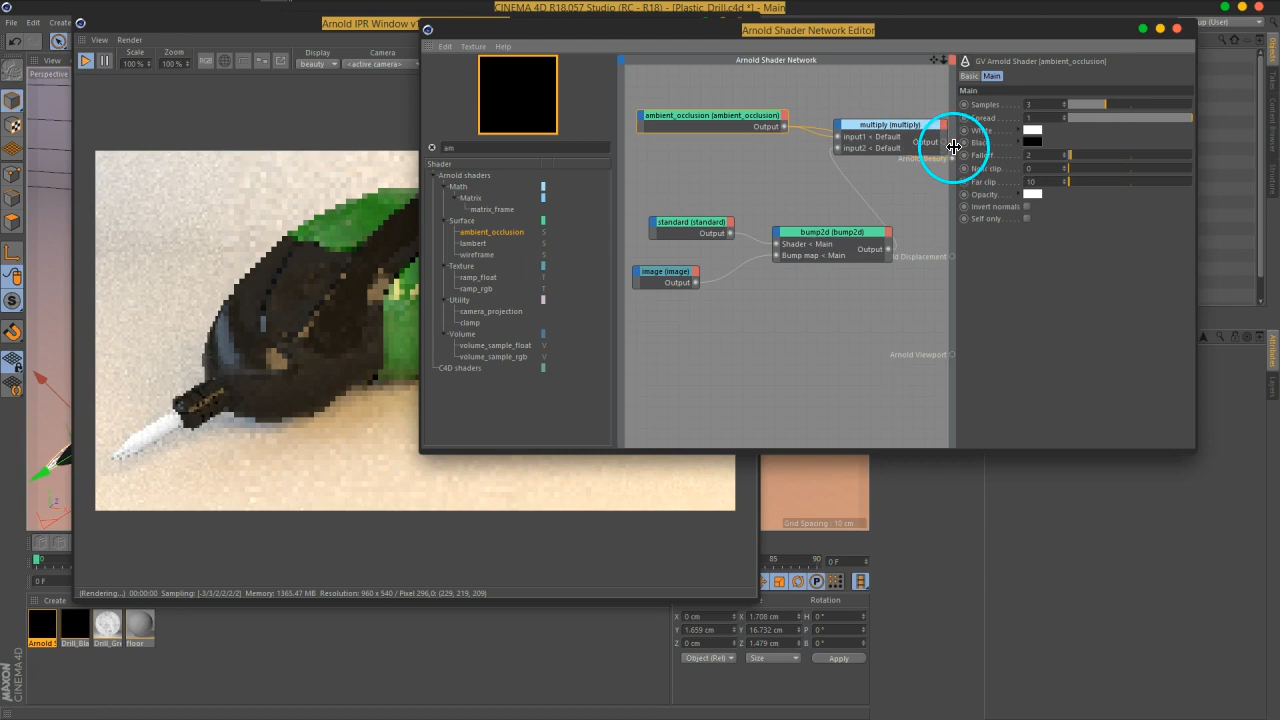 CINEMA 4D R18.057 Studio (RC - R18) - [Plastic_Drill.c4d *] - Main
File Create
Arnold IPR Window v1
Arnold Shader Network Editor
View Render
Edit Texture Help
Scale Zoom Display Camera
100 % 100 % beauty <active camera>
RGB
View
Perspective
Arnold Shader Network
GV Arnold Shader [ambient_occlusion]
Basic Main
Main
Samples 3
Spread 1
White
Black
Falloff 2
Near clip 0
Far clip 10
Opacity
Invert normals
Self only
ambient_occlusion (ambient_occlusion)
Output
multiply (multiply)
input1 < Default
Output
input2 < Default
Arnold Beauty
standard (standard)
Output
bump2d (bump2d)
Shader < Main
Output
Bump map < Main
image (image)
Output
ld Displacement
Arnold Viewport
am
Shader
Arnold shaders
Math
Matrix
matrix_frame
Surface
ambient_occlusion S
lambert S
wireframe S
Texture
ramp_float T
ramp_rgb T
Utility
camera_projection
clamp
Volume
volume_sample_float V
volume_sample_rgb V
C4D shaders
Objects
Attributes
Layers
Grid Spacing : 10 cm
0
85 90 0 F
0 F
(Rendering...) 00:00:00 Sampling: [-3/3/2/2/2/2] Memory: 1365.47 MB Resolution: 960 x 540 / Pixel 296,0: (229, 219, 209)
Create
Arnold S Drill_Bla Drill_Gre floor
Size Rotation
X 0 cm X 1.708 cm H 0 °
Y 1.659 cm Y 16.732 cm P 0 °
Z 0 cm Z 1.479 cm B 0 °
Object (Rel) Size Apply
MAXON
CINEMA 4D